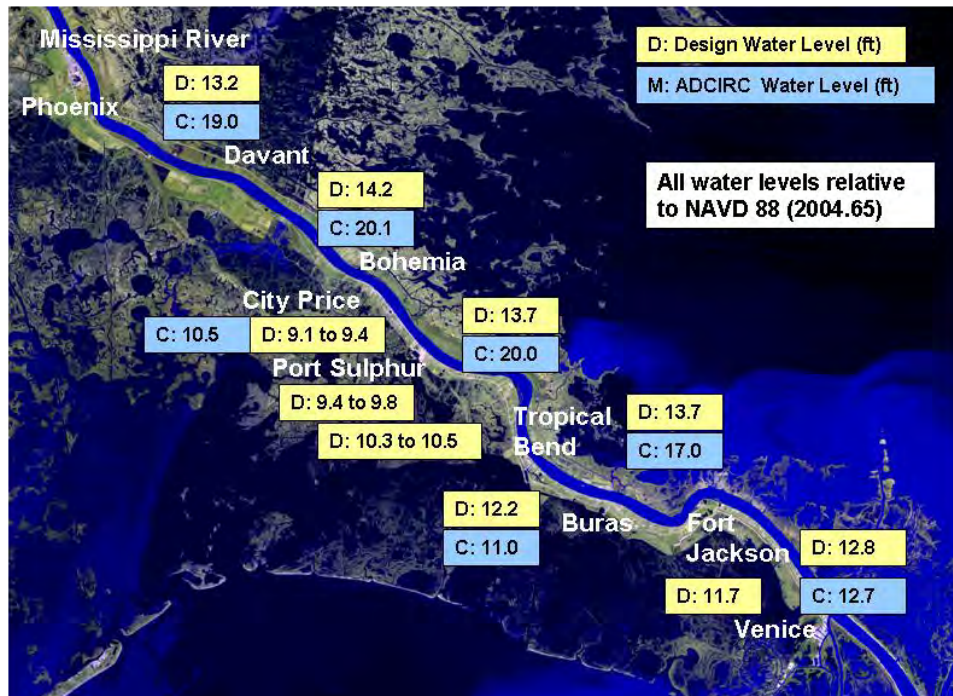 Mississippi River
D: Design Water Level (ft)
M: ADCIRC  Water Level (ft)
D: 13.2
Phoenix
C: 19.0
Davant
All water levels relative
to NAVD 88 (2004.65)
D: 14.2
C: 20.1
Bohemia
City Price
D: 13.7
C: 10.5
D: 9.1 to 9.4
C: 20.0
Port Sulphur
D: 9.4 to 9.8
Tropical
Bend
D: 13.7
D: 10.3 to 10.5
C: 17.0
D: 12.2
Buras
Fort
Jackson
C: 11.0
D: 12.8
D: 11.7
C: 12.7
Venice